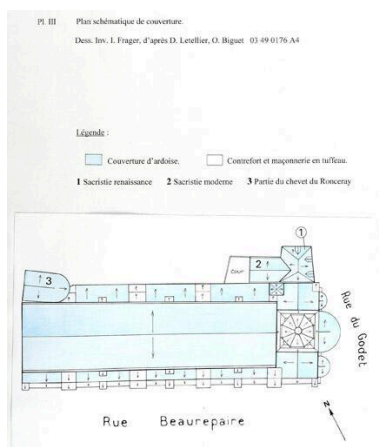 Pl. III Plan schématique de couverture.
Dess. Inv. I. Frager, d'après D. Letellier, O. Biguet 03 49 0176 A4
Légende :
Couverture d'ardoise. Contrefort et maçonnerie en tuffeau.
1 Sacristie renaissance 2 Sacristie moderne 3 Partie du chevet du Ronceray
1
2
Cour
3
Rue du Godet
N
Rue Beaurepaire